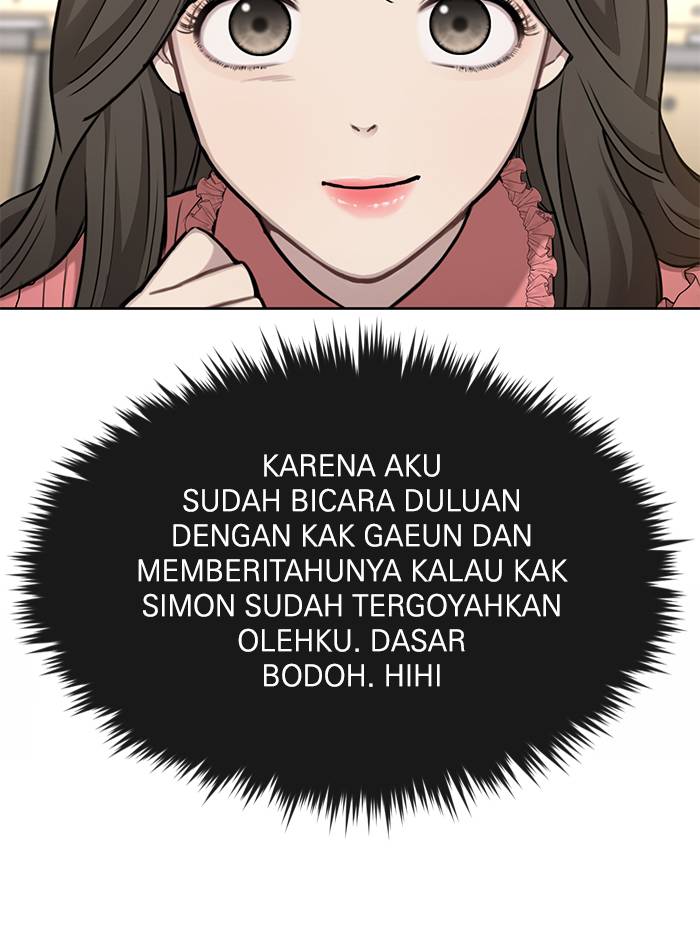 KARENA AKU
SUDAH BICARA DULUAN
DENGAN KAK GAEUN DAN
MEMBERITAHUNYA KALAU KAK
SIMON SUDAH TERGOYAHKAN
OLEHKU. DASAR
BODOH. HIHI